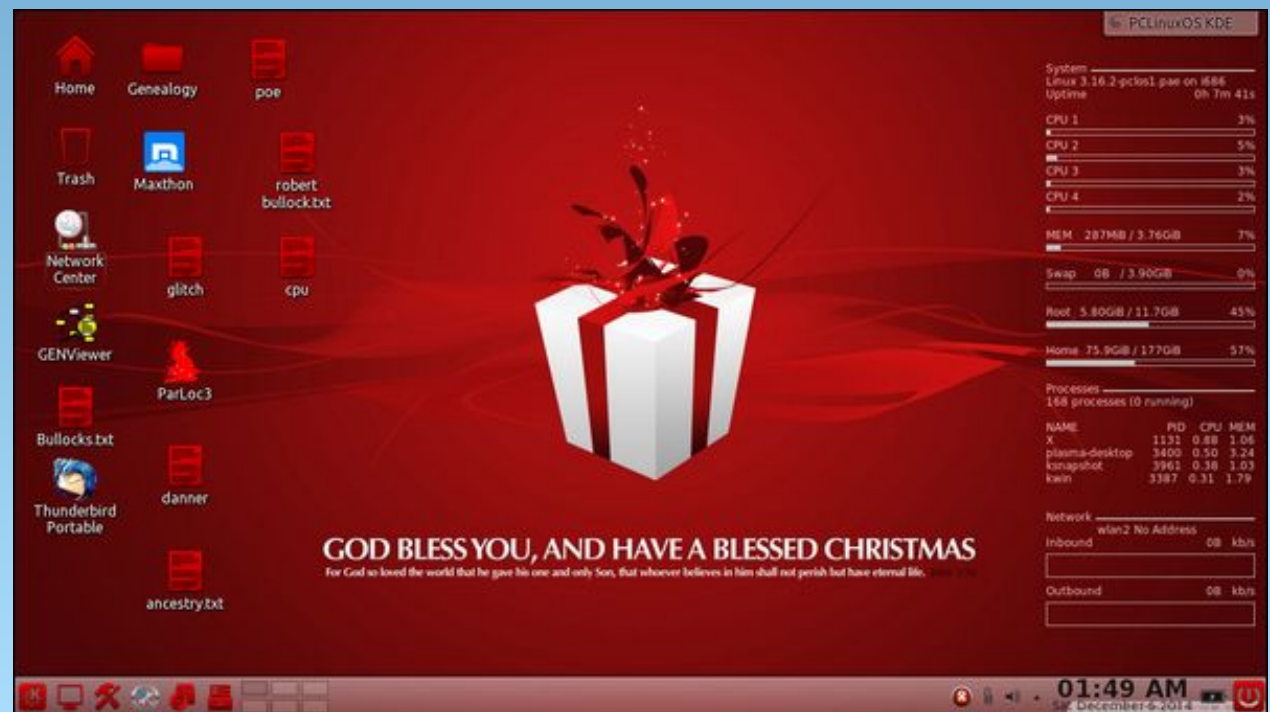 PCLinuxOS KDE
Home
Genealogy
poe
Trash
Maxthon
robert
bullock.txt
Network
Center
glitch
cpu
GENViewer
ParLoc3
Bullocks.txt
danner
Thunderbird
Portable
ancestry.txt
System
Linux 3.16.2-pclos1.pae on i686
Uptime 0h 7m 41s
CPU 1 3%
CPU 2 5%
CPU 3 3%
CPU 4 2%
MEM 287MiB / 3.76GiB 7%
Swap 0B / 3.90GiB 0%
Root 5.80GiB / 11.7GiB 45%
Home 75.9GiB / 177GiB 57%
Processes
168 processes (0 running)
NAME PID CPU MEM
X 1131 0.88 1.06
plasma-desktop 3400 0.50 3.24
ksnapshot 3961 0.38 1.03
kwin 3387 0.31 1.79
Network
wlan2 No Address
Inbound 0B kb/s
Outbound 0B kb/s
GOD BLESS YOU, AND HAVE A BLESSED CHRISTMAS
For God so loved the world that he gave his one and only Son, that whoever believes in him shall not perish but have eternal life.
01:49 AM
Sat December 6 2014